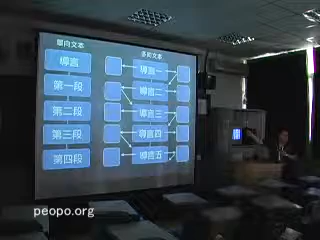 單向文本
多向文本
導言
第一段
第二段
第三段
第四段
導言一
導言二
導言三
導言四
導言五
peopo.org